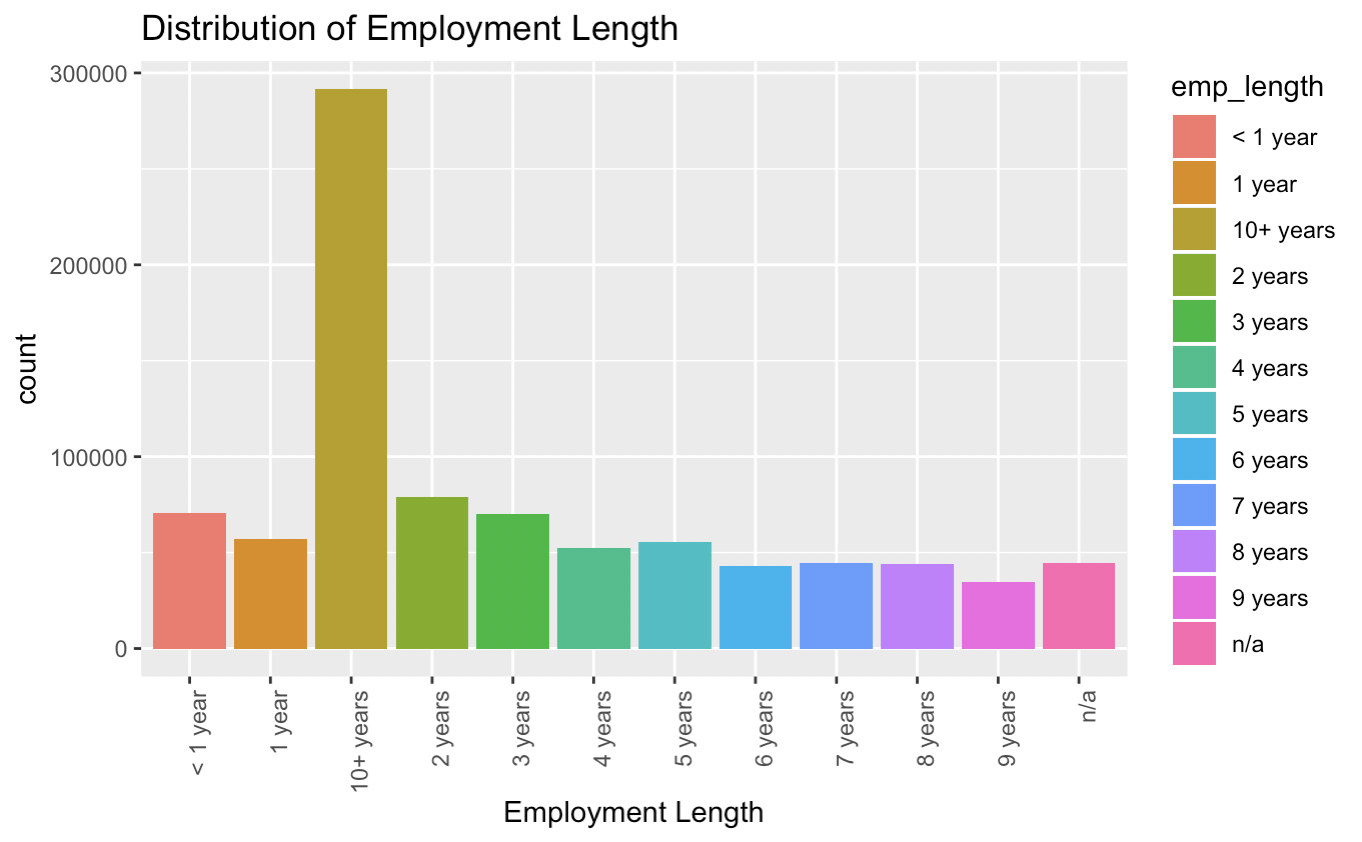 Distribution of Employment Length
300000
200000
100000
0
count
< 1 year
1 year
10+ years
2 years
3 years
4 years
5 years
6 years
7 years
8 years
9 years
n/a
Employment Length
emp_length
< 1 year
1 year
10+ years
2 years
3 years
4 years
5 years
6 years
7 years
8 years
9 years
n/a